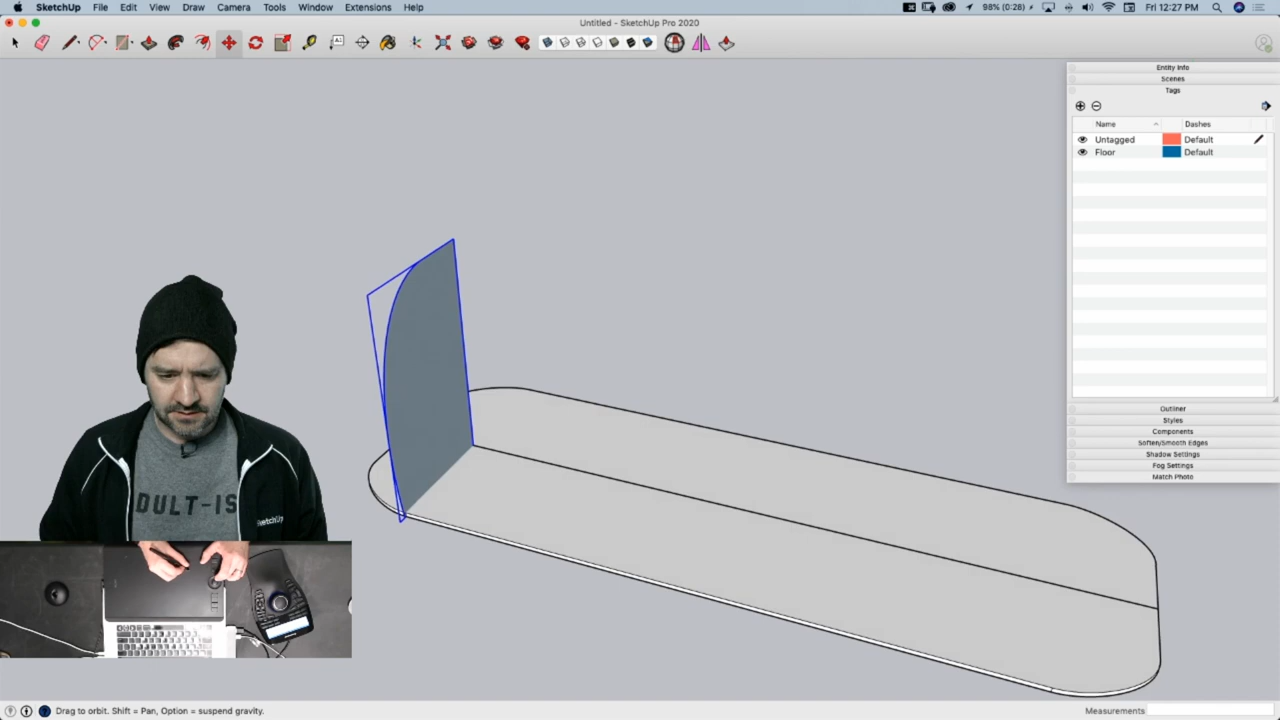 SketchUp File Edit View Draw Camera Tools Window Extensions Help
98% (0:28) Fri 12:27 PM
Untitled - SketchUp Pro 2020
Entity Info
Scenes
Tags
Name Dashes
Untagged Default
Floor Default
Outliner
Styles
Components
Soften/Smooth Edges
Shadow Settings
Fog Settings
Match Photo
DULT-IS
SketchUp
Drag to orbit. Shift = Pan, Option = suspend gravity.
Measurements